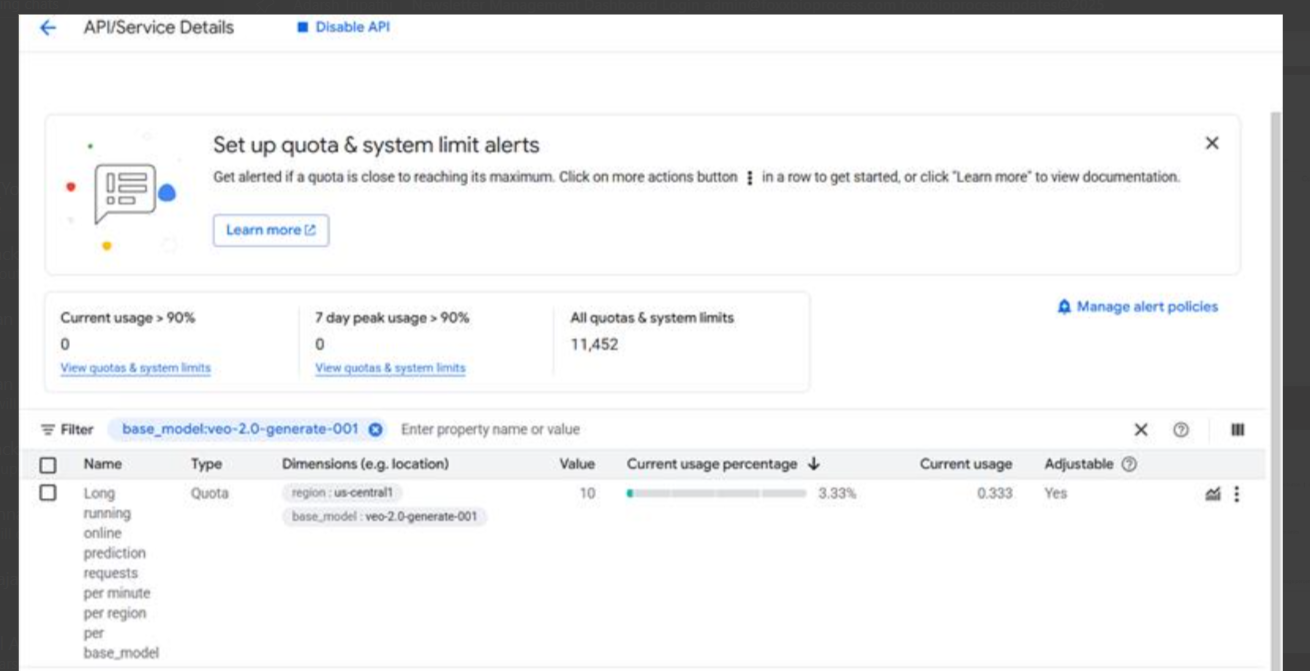 API/Service Details
Disable API
Set up quota & system limit alerts
Get alerted if a quota is close to reaching its maximum. Click on more actions button ⋮ in a row to get started, or click "Learn more" to view documentation.
Learn more
Current usage > 90%
0
View quotas & system limits
7 day peak usage > 90%
0
View quotas & system limits
All quotas & system limits
11,452
Manage alert policies
Filter base_model:veo-2.0-generate-001 Enter property name or value
Name Type Dimensions (e.g. location) Value Current usage percentage Current usage Adjustable
Long Quota region : us-central1 10 3.33% 0.333 Yes
running base_model : veo-2.0-generate-001
online
prediction
requests
per minute
per region
per
base_model